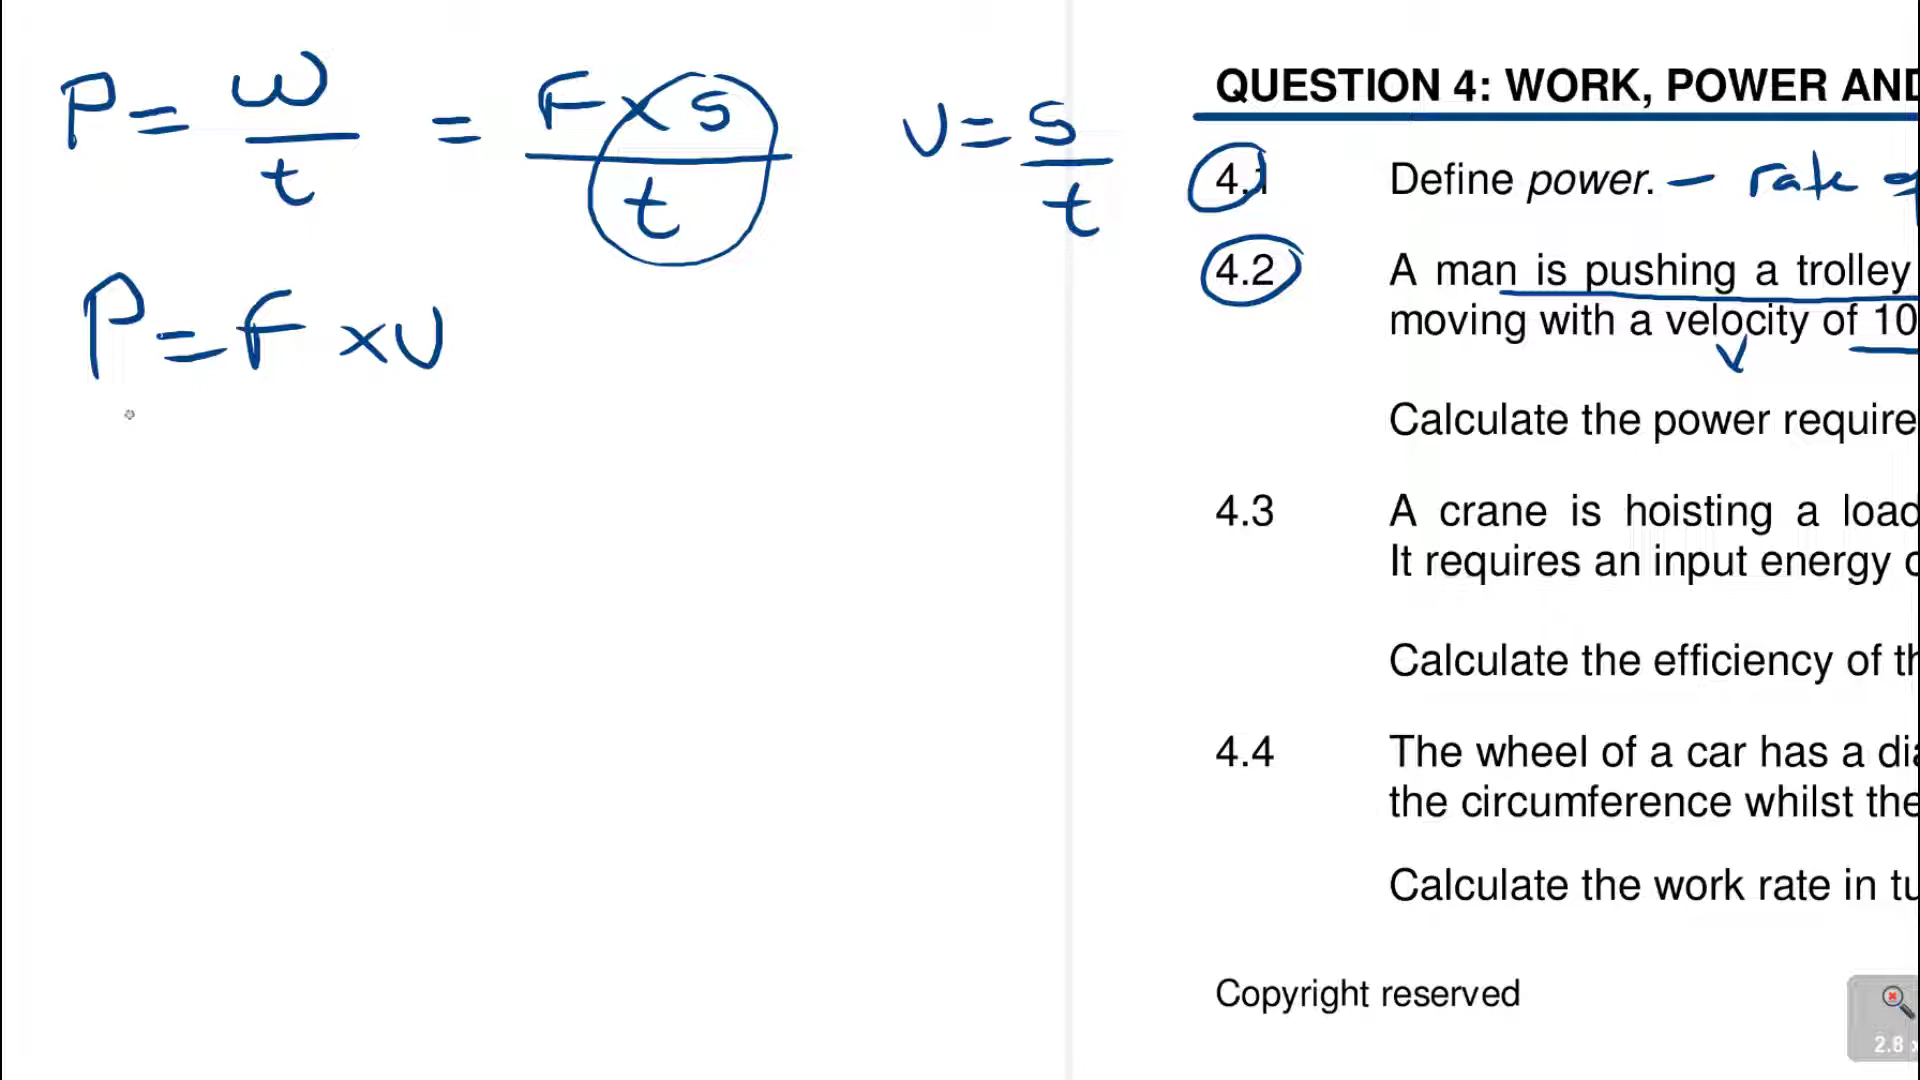 P = W/t = F x s/t v = s/t
P = F x v
QUESTION 4: WORK, POWER AND
4.1 Define power. - rate
4.2 A man is pushing a trolley
moving with a velocity of 10
v
Calculate the power require
4.3 A crane is hoisting a load
It requires an input energy
Calculate the efficiency of
4.4 The wheel of a car has a
the circumference whilst the
Calculate the work rate in
Copyright reserved
2.8 x